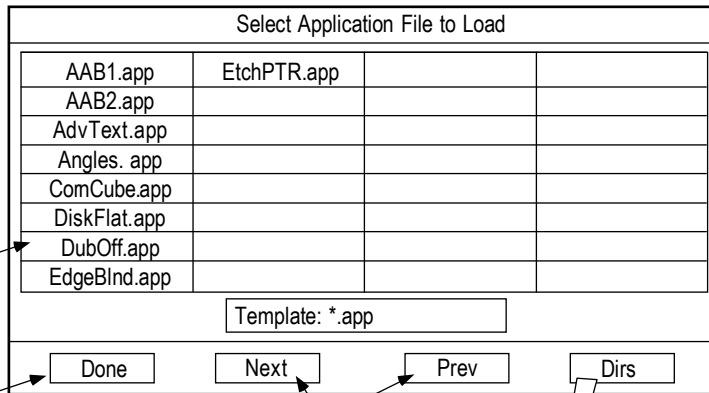 Select Application File to Load
AAB1.app EtchPTR.app
AAB2.app
AdvText.app
Angles. app
ComCube.app
DiskFlat.app
DubOff.app
EdgeBlnd.app
Template: *.app
Done Next Prev Dirs